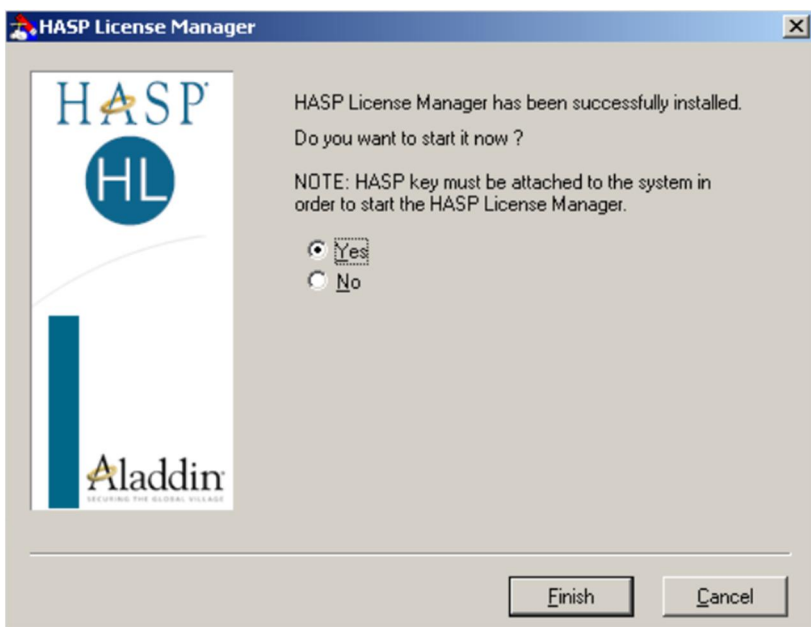 HASP License Manager
HASP
HL
HASP License Manager has been successfully installed.
Do you want to start it now ?
NOTE: HASP key must be attached to the system in
order to start the HASP License Manager.
Yes
No
Aladdin
SECURING THE GLOBAL VILLAGE
Finish
Cancel